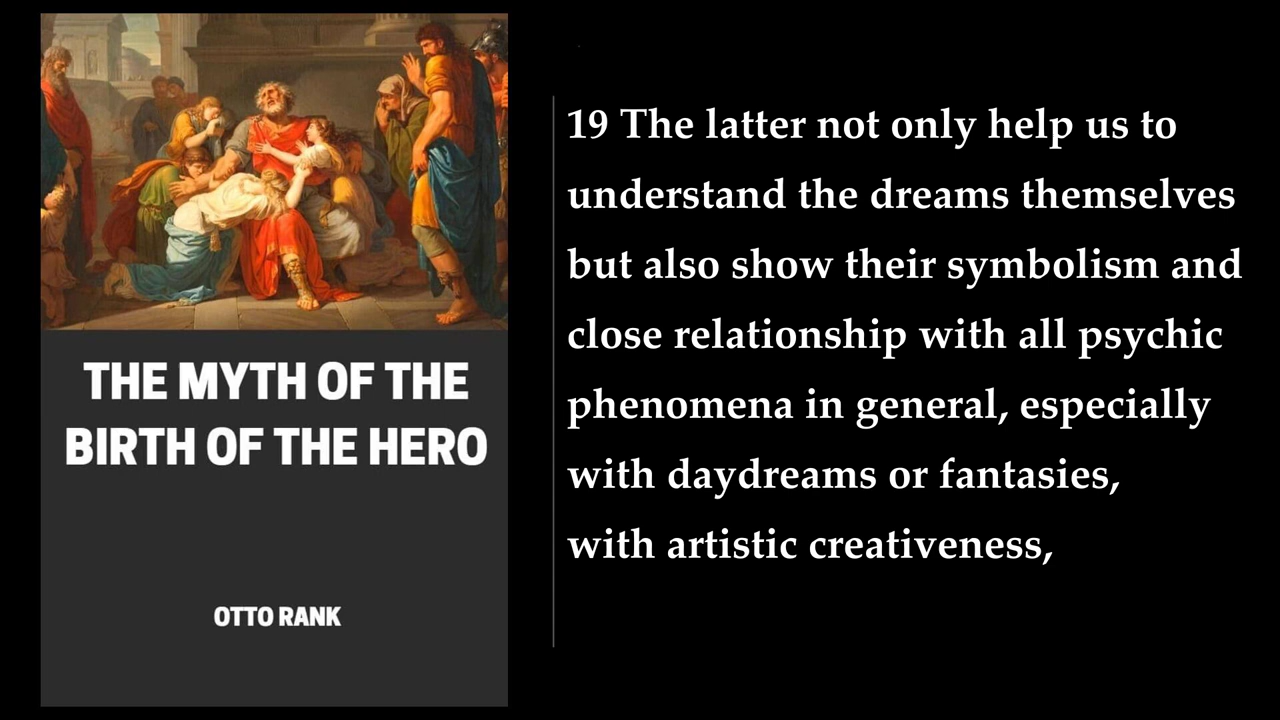 THE MYTH OF THE
BIRTH OF THE HERO
OTTO RANK
19 The latter not only help us to
understand the dreams themselves
but also show their symbolism and
close relationship with all psychic
phenomena in general, especially
with daydreams or fantasies,
with artistic creativeness,